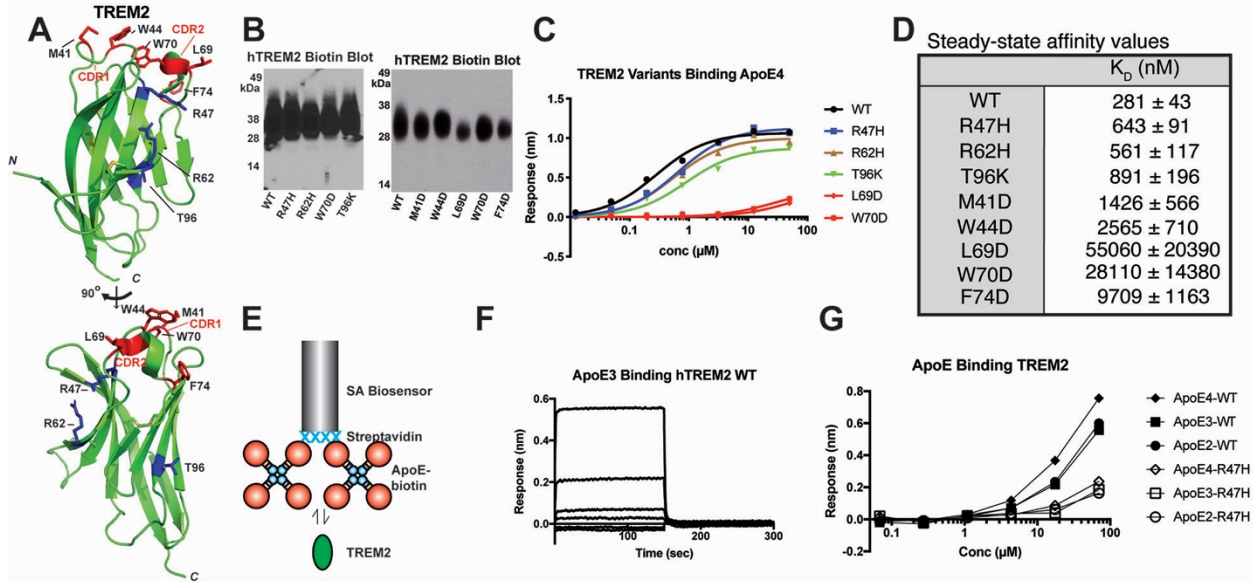 A
TREM2
M41
W44
W70
CDR2
L69
CDR1
F74
R47
N
R62
T96
C
90°
W44
M41
CDR1
L69
W70
CDR2
R47
F74
R62
T96
C
B
hTREM2 Biotin Blot
49
kDa
38
28
14
WT
R47H
R62H
W70D
T96K
hTREM2 Biotin Blot
49
kDa
38
28
14
WT
M41D
W44D
L69D
W70D
F74D
C
TREM2 Variants Binding ApoE4
Response (nm)
1.5
1.0
0.5
0.0
-0.5
0.1
1
10
conc (µM)
WT
R47H
R62H
T96K
L69D
W70D
D
Steady-state affinity values
K_D (nM)
WT 281 ± 43
R47H 643 ± 91
R62H 561 ± 117
T96K 891 ± 196
M41D 1426 ± 566
W44D 2565 ± 710
L69D 55060 ± 20390
W70D 28110 ± 14380
F74D 9709 ± 1163
E
SA Biosensor
Streptavidin
ApoE-
biotin
TREM2
F
ApoE3 Binding hTREM2 WT
Response (nm)
0.6
0.4
0.2
0.0
100
200
300
Time (sec)
G
ApoE Binding TREM2
Response (nm)
0.8
0.6
0.4
0.2
0.0
-0.2
0.1
1
10
100
Conc (µM)
ApoE4-WT
ApoE3-WT
ApoE2-WT
ApoE4-R47H
ApoE3-R47H
ApoE2-R47H